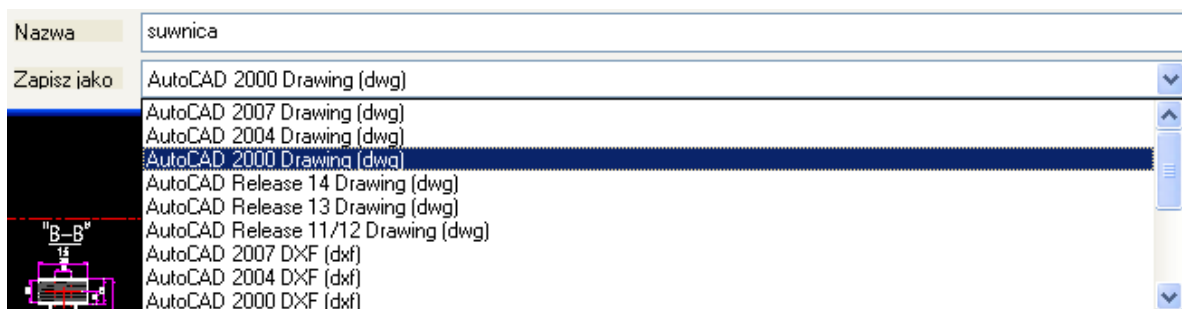 Nazwa suwnica
Zapisz jako AutoCAD 2000 Drawing (dwg)
AutoCAD 2007 Drawing (dwg)
AutoCAD 2004 Drawing (dwg)
AutoCAD 2000 Drawing (dwg)
AutoCAD Release 14 Drawing (dwg)
AutoCAD Release 13 Drawing (dwg)
AutoCAD Release 11/12 Drawing (dwg)
AutoCAD 2007 DXF (dxf)
AutoCAD 2004 DXF (dxf)
AutoCAD 2000 DXF (dxf)
"B-B"